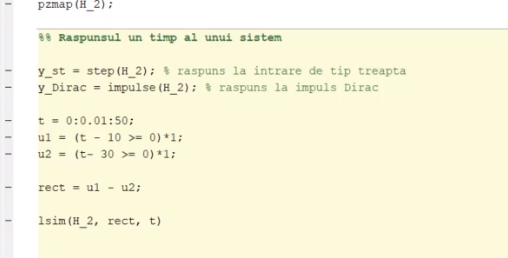 pzmap(H_2);
%% Raspunsul un timp al unui sistem
y_st = step(H_2); % raspuns la intrare de tip treapta
y_Dirac = impulse(H_2); % raspuns la impuls Dirac
t = 0:0.01:50;
u1 = (t - 10 >= 0)*1;
u2 = (t- 30 >= 0)*1;
rect = u1 - u2;
lsim(H_2, rect, t)